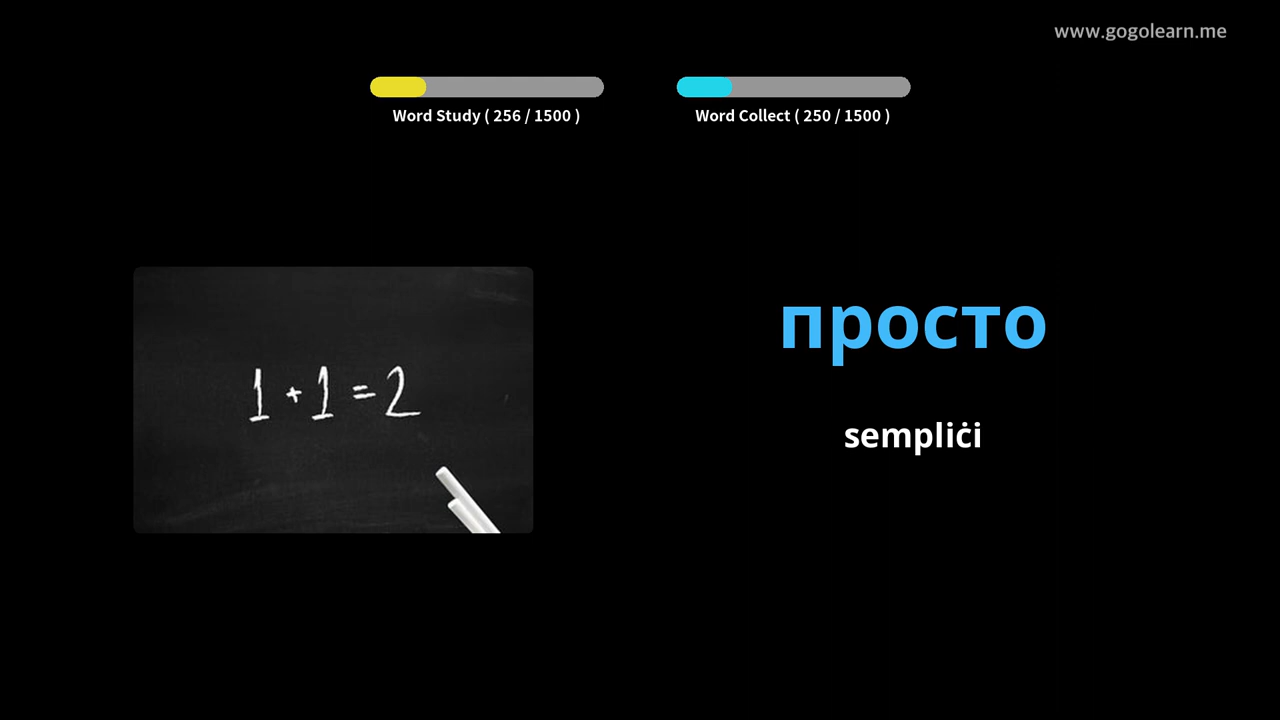 www.gogolearn.me
Word Study ( 256 / 1500 )
Word Collect ( 250 / 1500 )
1 + 1 = 2
просто
sempliċi